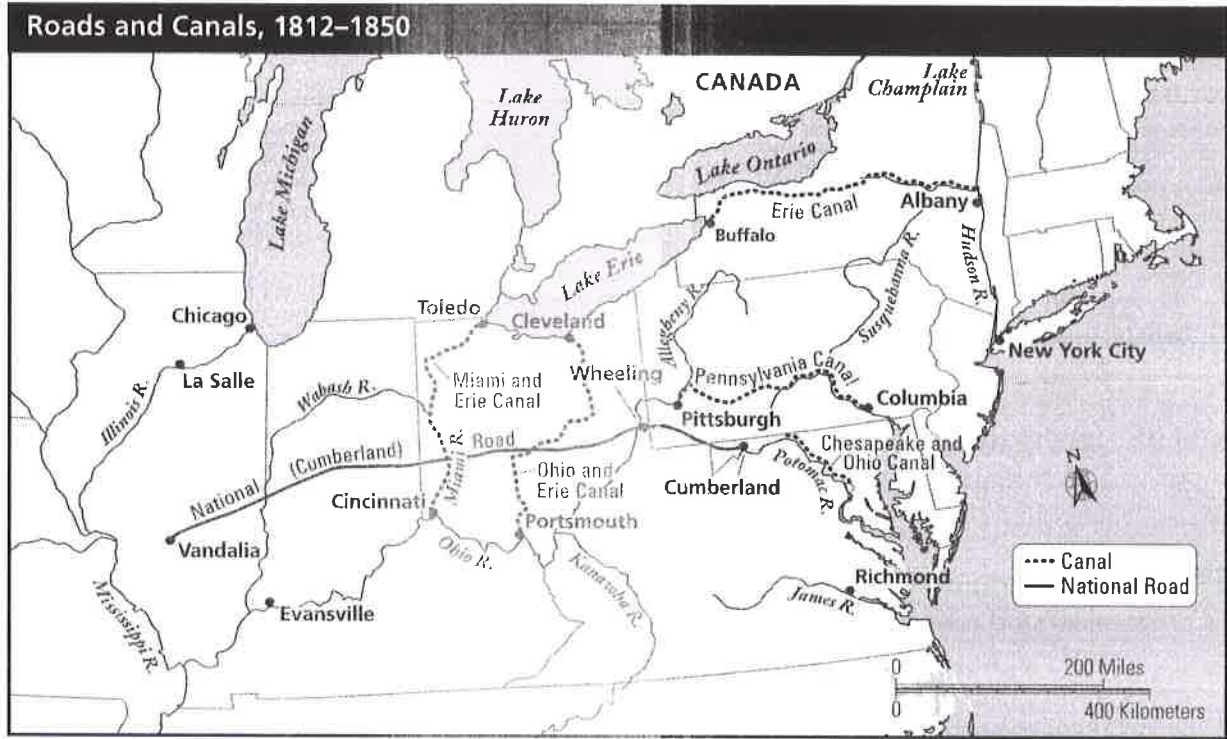 Roads and Canals, 1812–1850
CANADA
Lake
Champlain
Lake
Huron
Lake Michigan
Lake Ontario
Erie Canal
Albany
Buffalo
Hudson R.
Lake Erie
Susquehanna R.
Allegheny R.
Toledo
Cleveland
Chicago
New York City
La Salle
Wabash R.
Miami and
Erie Canal
Wheeling
Pennsylvania Canal
Columbia
Illinois R.
Pittsburgh
National (Cumberland) Road
Miami R.
Chesapeake and
Ohio Canal
Ohio and
Erie Canal
Cumberland
Potomac R.
N
Cincinnati
Portsmouth
Vandalia
Ohio R.
Kanawha R.
Canal
National Road
Richmond
James R.
Evansville
Mississippi R.
0 200 Miles
0 400 Kilometers